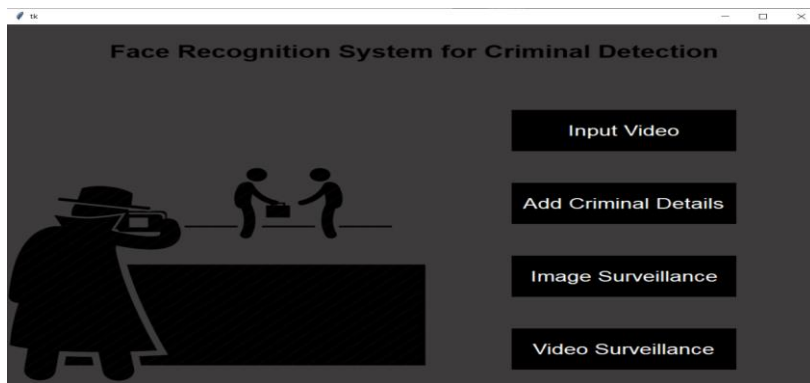 tk
Face Recognition System for Criminal Detection
Input Video
Add Criminal Details
Image Surveillance
Video Surveillance